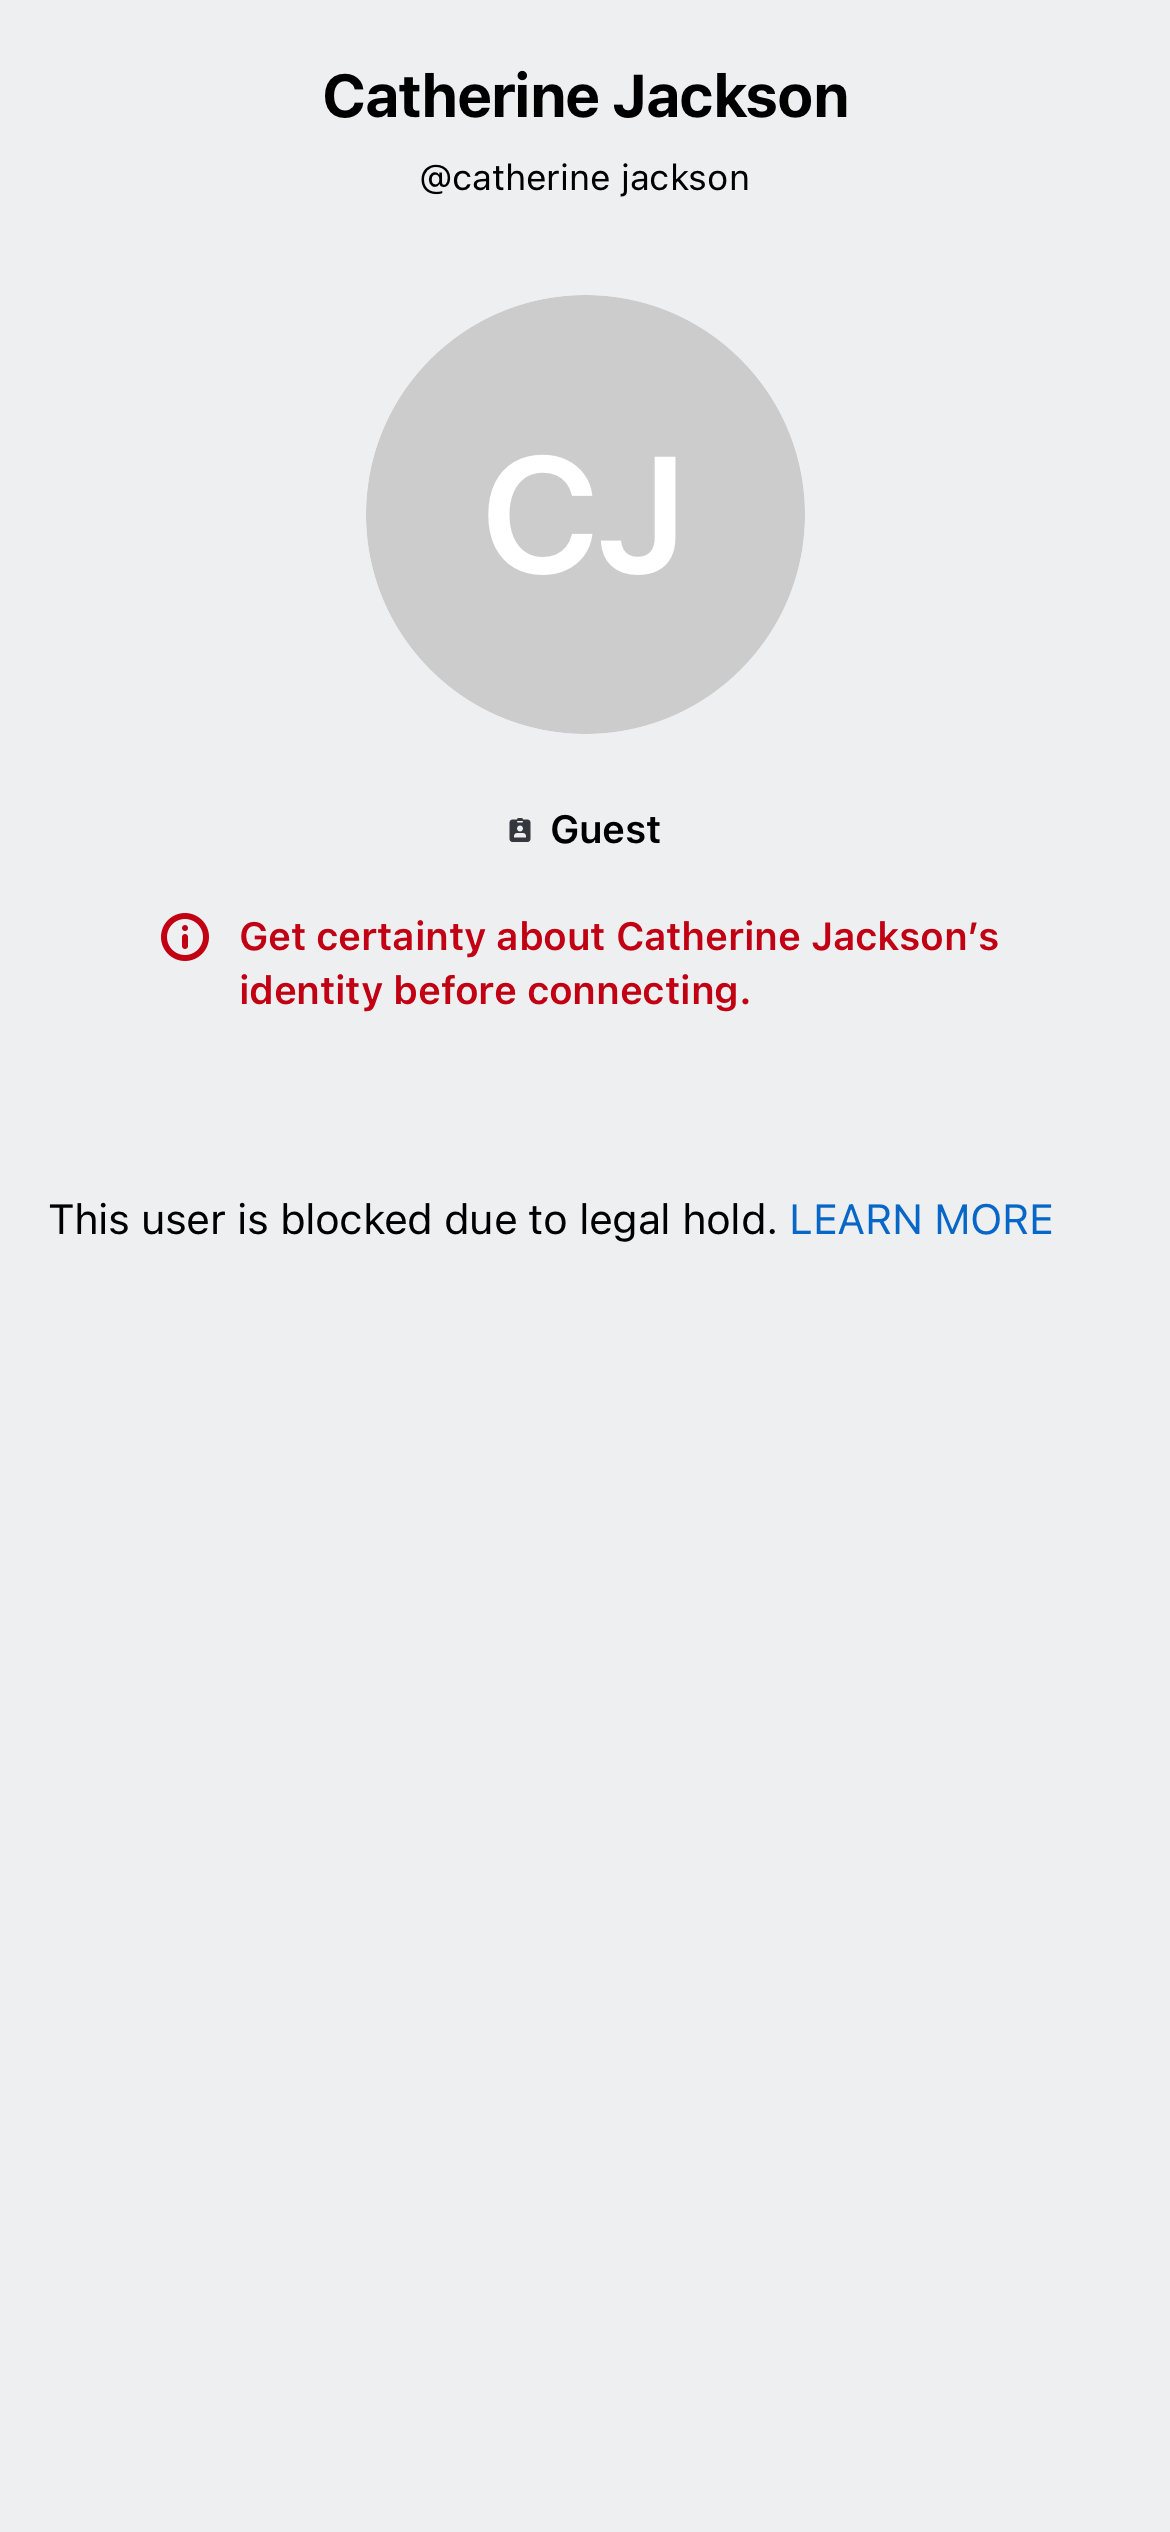 Catherine Jackson
@catherine jackson
CJ
Guest
Get certainty about Catherine Jackson’s
identity before connecting.
This user is blocked due to legal hold. LEARN MORE